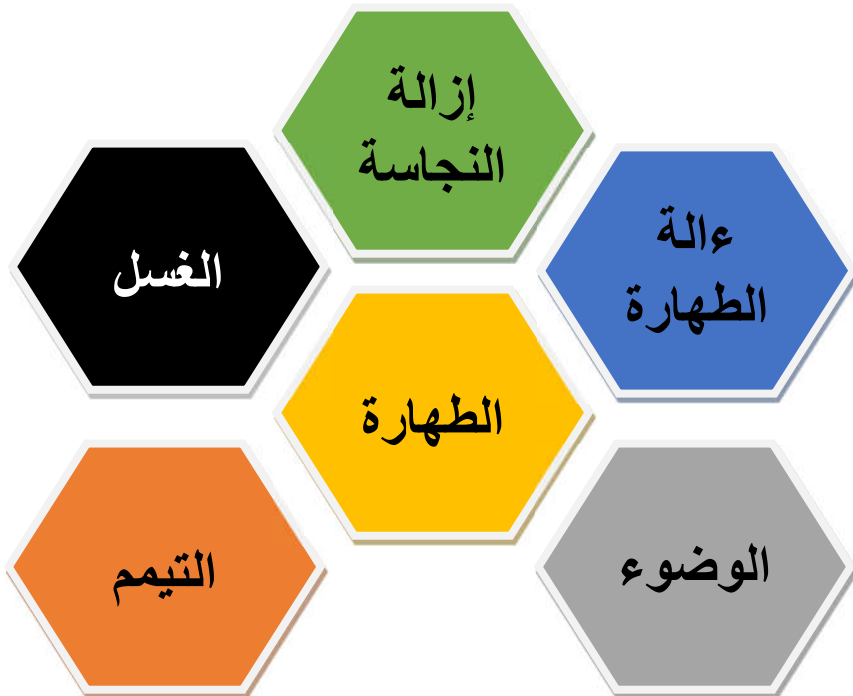 إزالة
النجاسة
ءالة
الطهارة
الغسل
الطهارة
الوضوء
التيمم